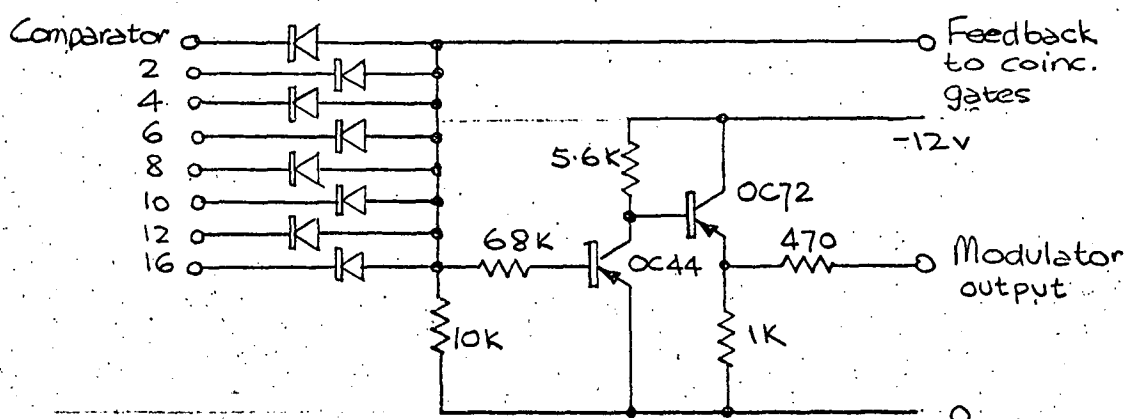 Comparator
2
4
6
8
10
12
16
Feedback
to coinc.
gates
-12v
5.6K
OC72
68K
OC44
470
Modulator
output
10K
1K